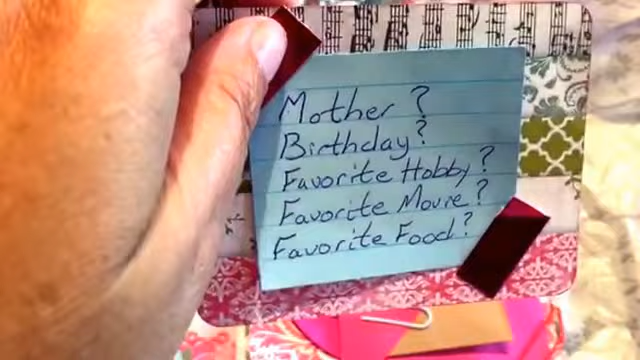 Mother ?
Birthday?
Favorite Hobby ?
Favorite Movie ?
Favorite Food?